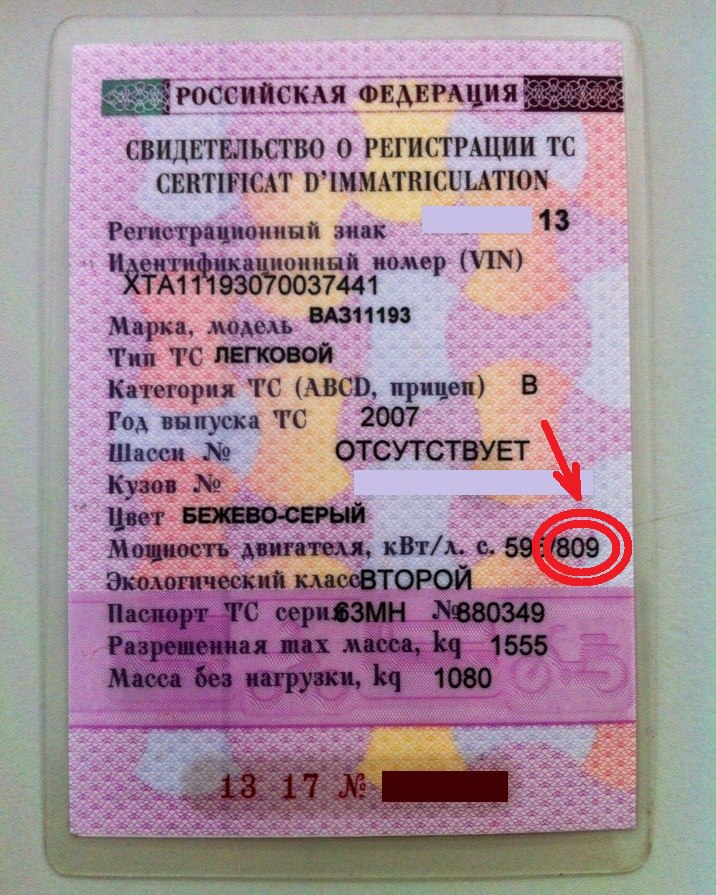 РОССИЙСКАЯ ФЕДЕРАЦИЯ
СВИДЕТЕЛЬСТВО О РЕГИСТРАЦИИ ТС
CERTIFICAT D'IMMATRICULATION
Регистрационный знак 13
Идентификационный номер (VIN)
XTA11193070037441
Марка, модель ВАЗ11193
Тип ТС ЛЕГКОВОЙ
Категория ТС (ABCD, прицеп) B
Год выпуска ТС 2007
Шасси № ОТСУТСТВУЕТ
Кузов №
Цвет БЕЖЕВО-СЕРЫЙ
Мощность двигателя, кВт/л. с. /809
Экологический класс ВТОРОЙ
Паспорт ТС серия 63МН № 880349
Разрешенная max масса, kg 1555
Масса без нагрузки, kg 1080
13 17 №